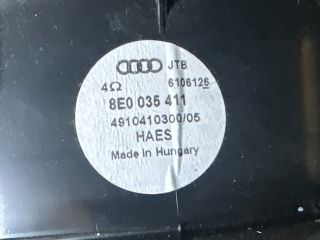 JTB
4Ω 6106126
8E0 035 411
4910410300/05
HAES
Made in Hungary